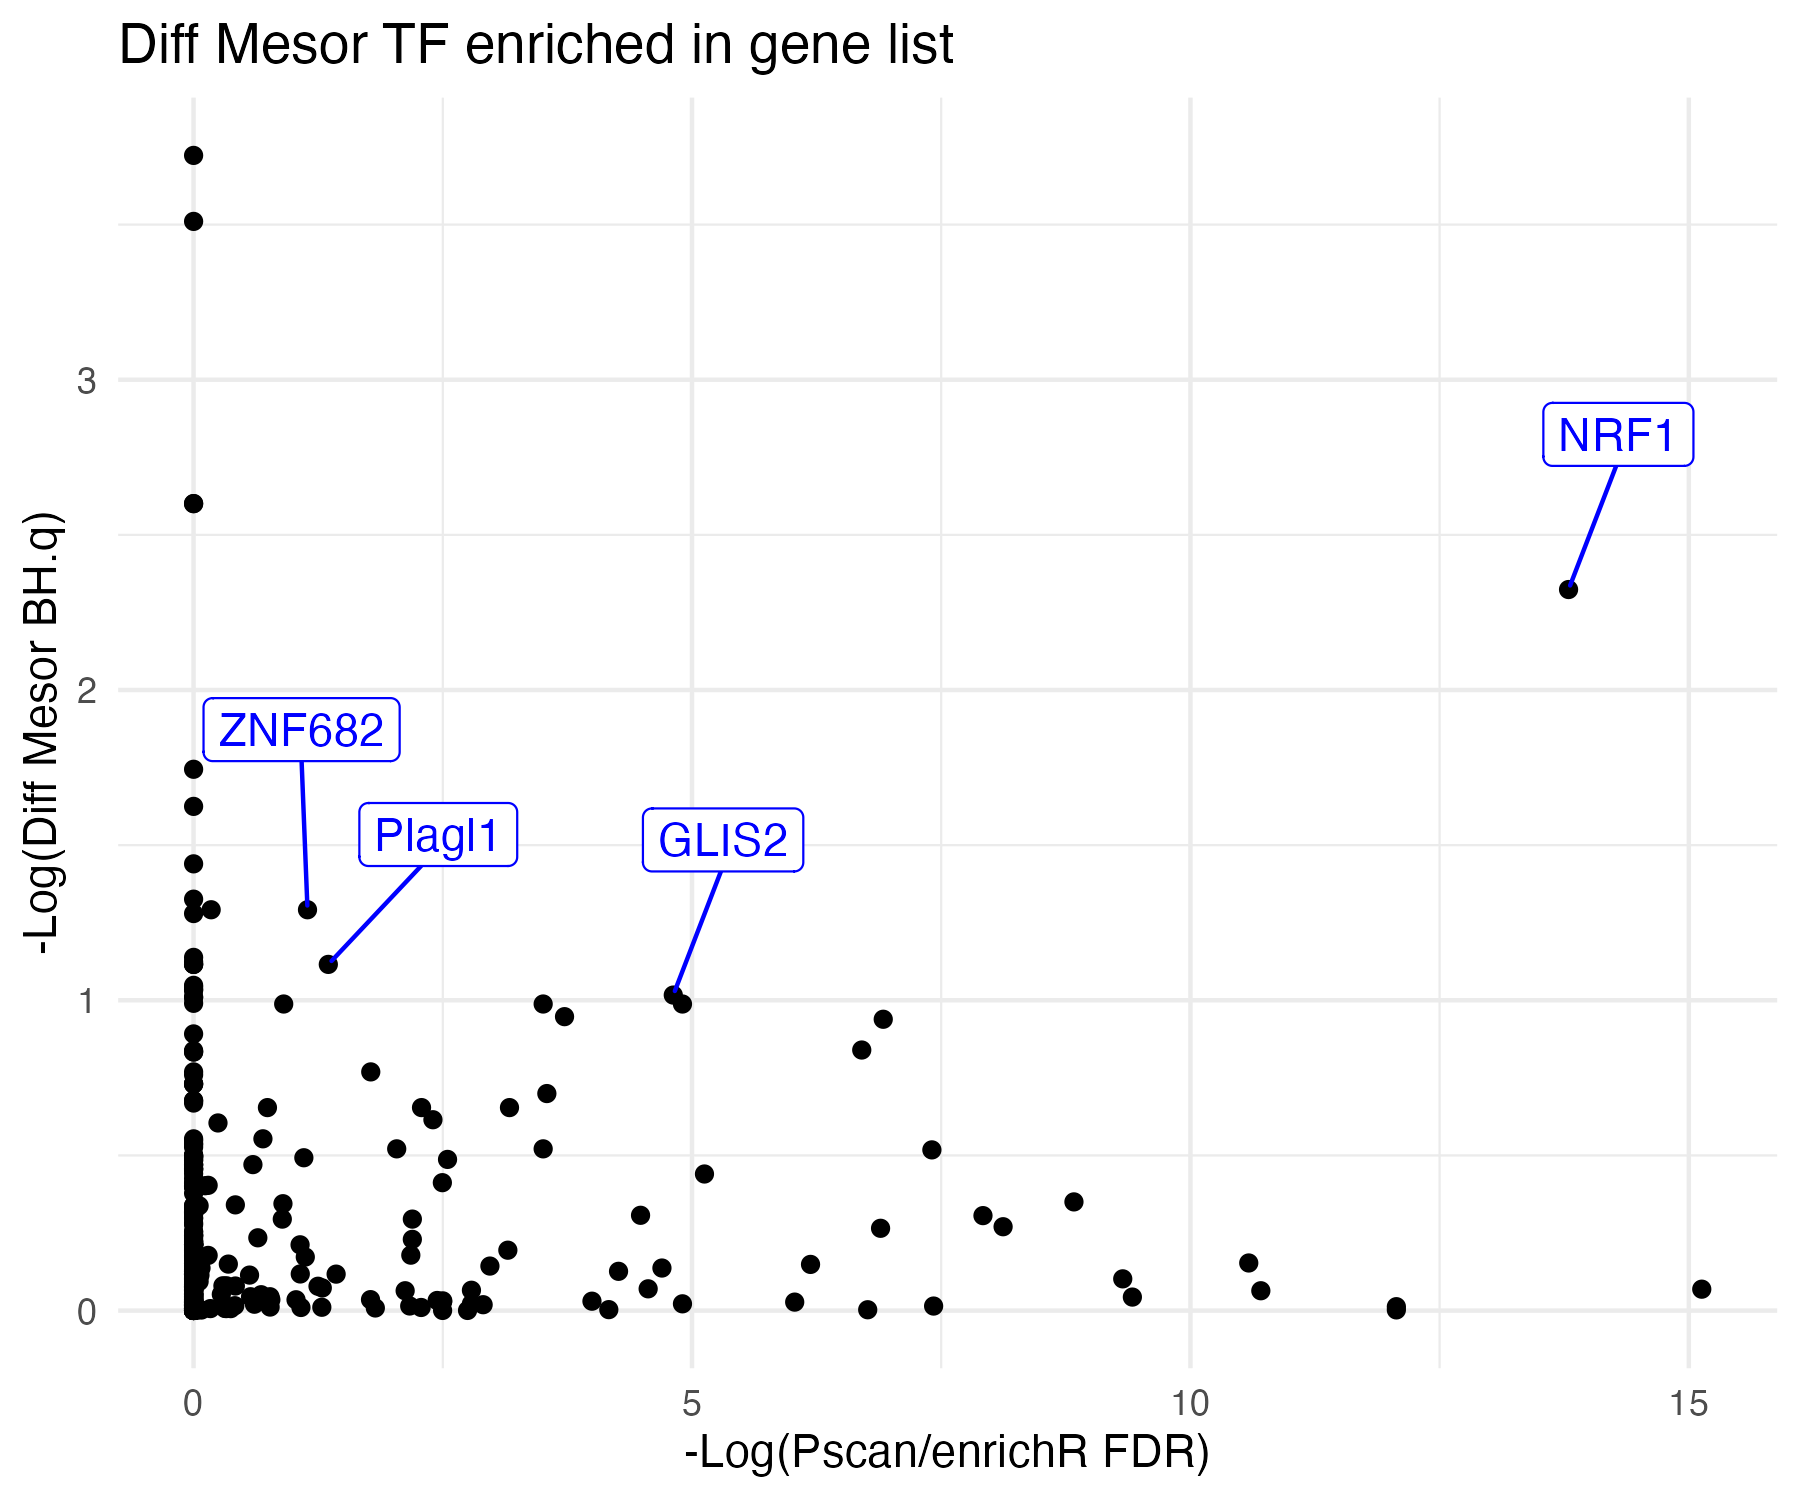 Diff Mesor TF enriched in gene list
-Log(Diff Mesor BH.q)
3
2
1
0
NRF1
ZNF682
Plagl1
GLIS2
0
5
10
15
-Log(Pscan/enrichR FDR)